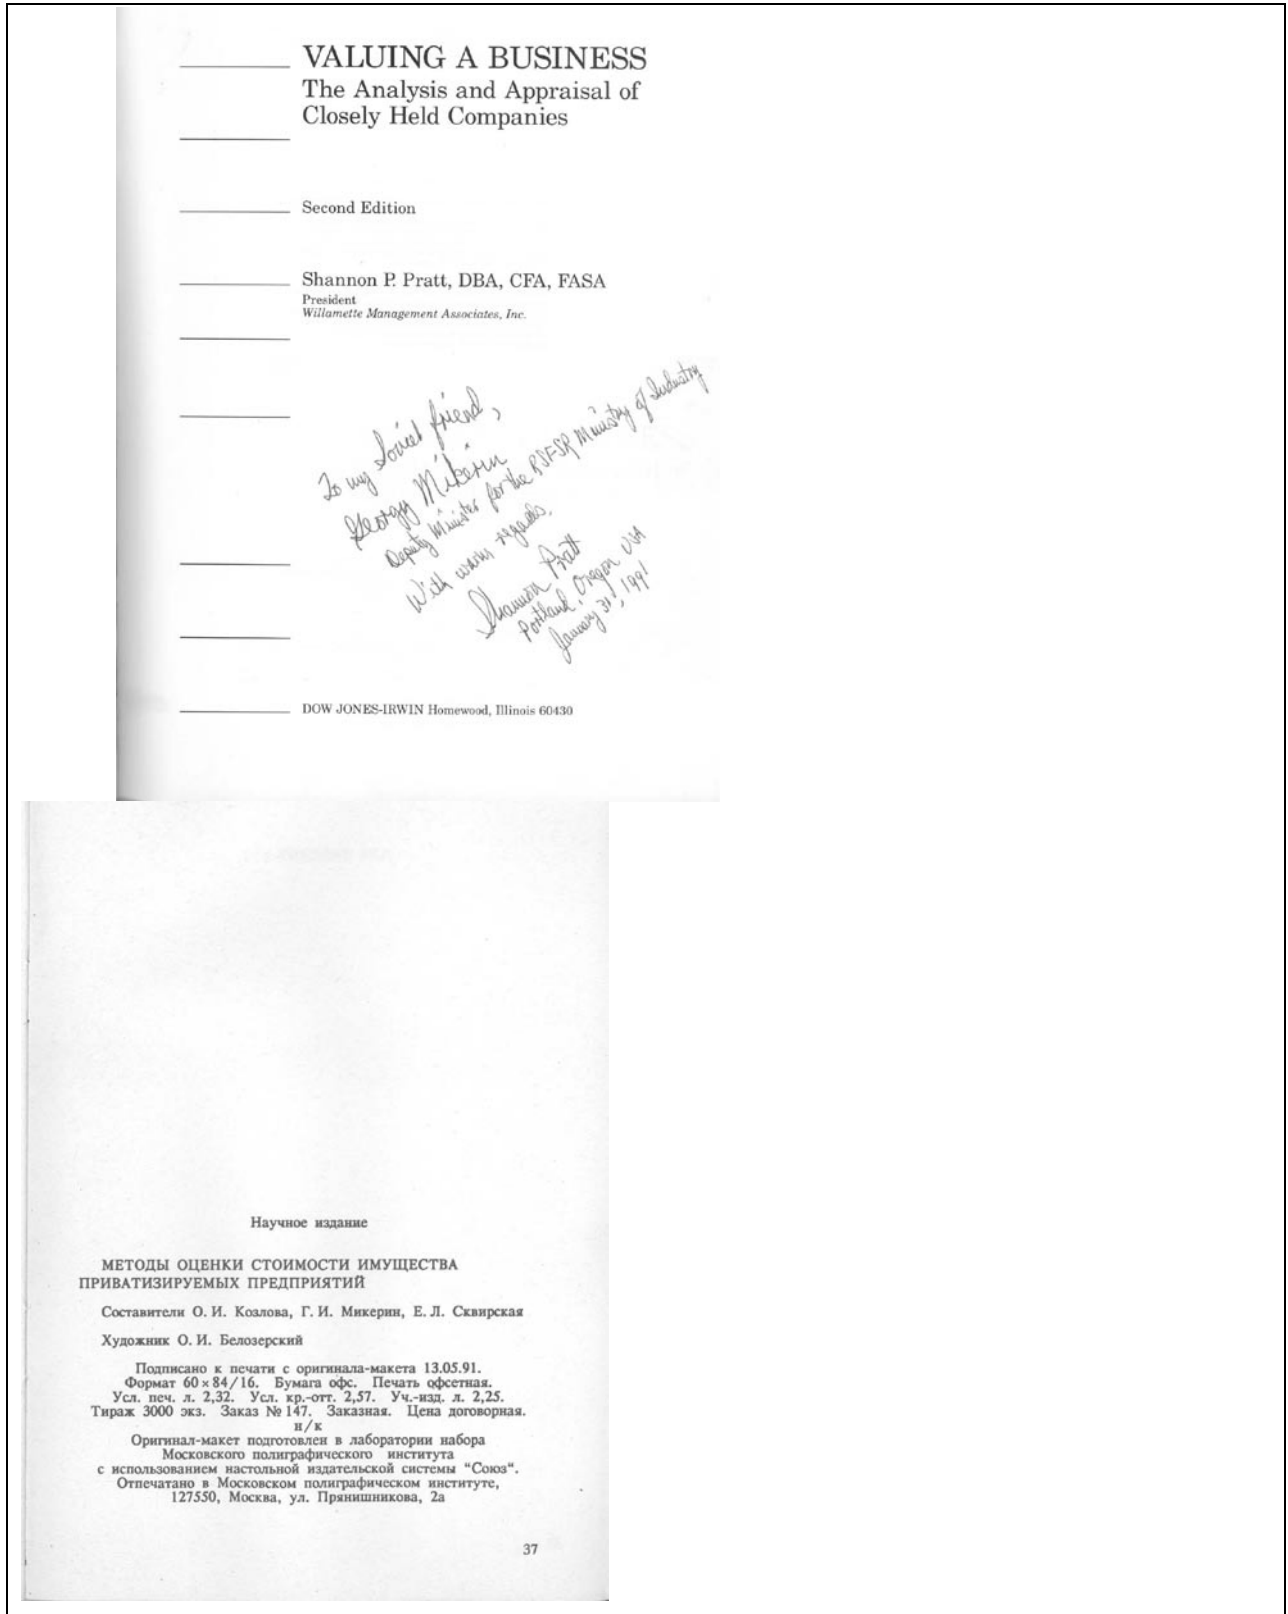 VALUING A BUSINESS
The Analysis and Appraisal of
Closely Held Companies
Second Edition
Shannon P. Pratt, DBA, CFA, FASA
President
Willamette Management Associates, Inc.
To my Soviet friend,
Georgy Mikerin
Deputy Minister for the RSFSR Ministry of Industry
With warm regards,
Shannon Pratt
Portland, Oregon USA
January 31, 1991
DOW JONES-IRWIN Homewood, Illinois 60430
Научное издание
МЕТОДЫ ОЦЕНКИ СТОИМОСТИ ИМУЩЕСТВА
ПРИВАТИЗИРУЕМЫХ ПРЕДПРИЯТИЙ
Составители О. И. Козлова, Г. И. Микерин, Е. Л. Сквирская
Художник О. И. Белозерский
Подписано к печати с оригинала-макета 13.05.91.
Формат 60×84/16. Бумага офс. Печать офсетная.
Усл. печ. л. 2,32. Усл. кр.-отт. 2,57. Уч.-изд. л. 2,25.
Тираж 3000 экз. Заказ № 147. Заказная. Цена договорная.
н/к
Оригинал-макет подготовлен в лаборатории набора
Московского полиграфического института
с использованием настольной издательской системы "Союз".
Отпечатано в Московском полиграфическом институте,
127550, Москва, ул. Прянишникова, 2а
37